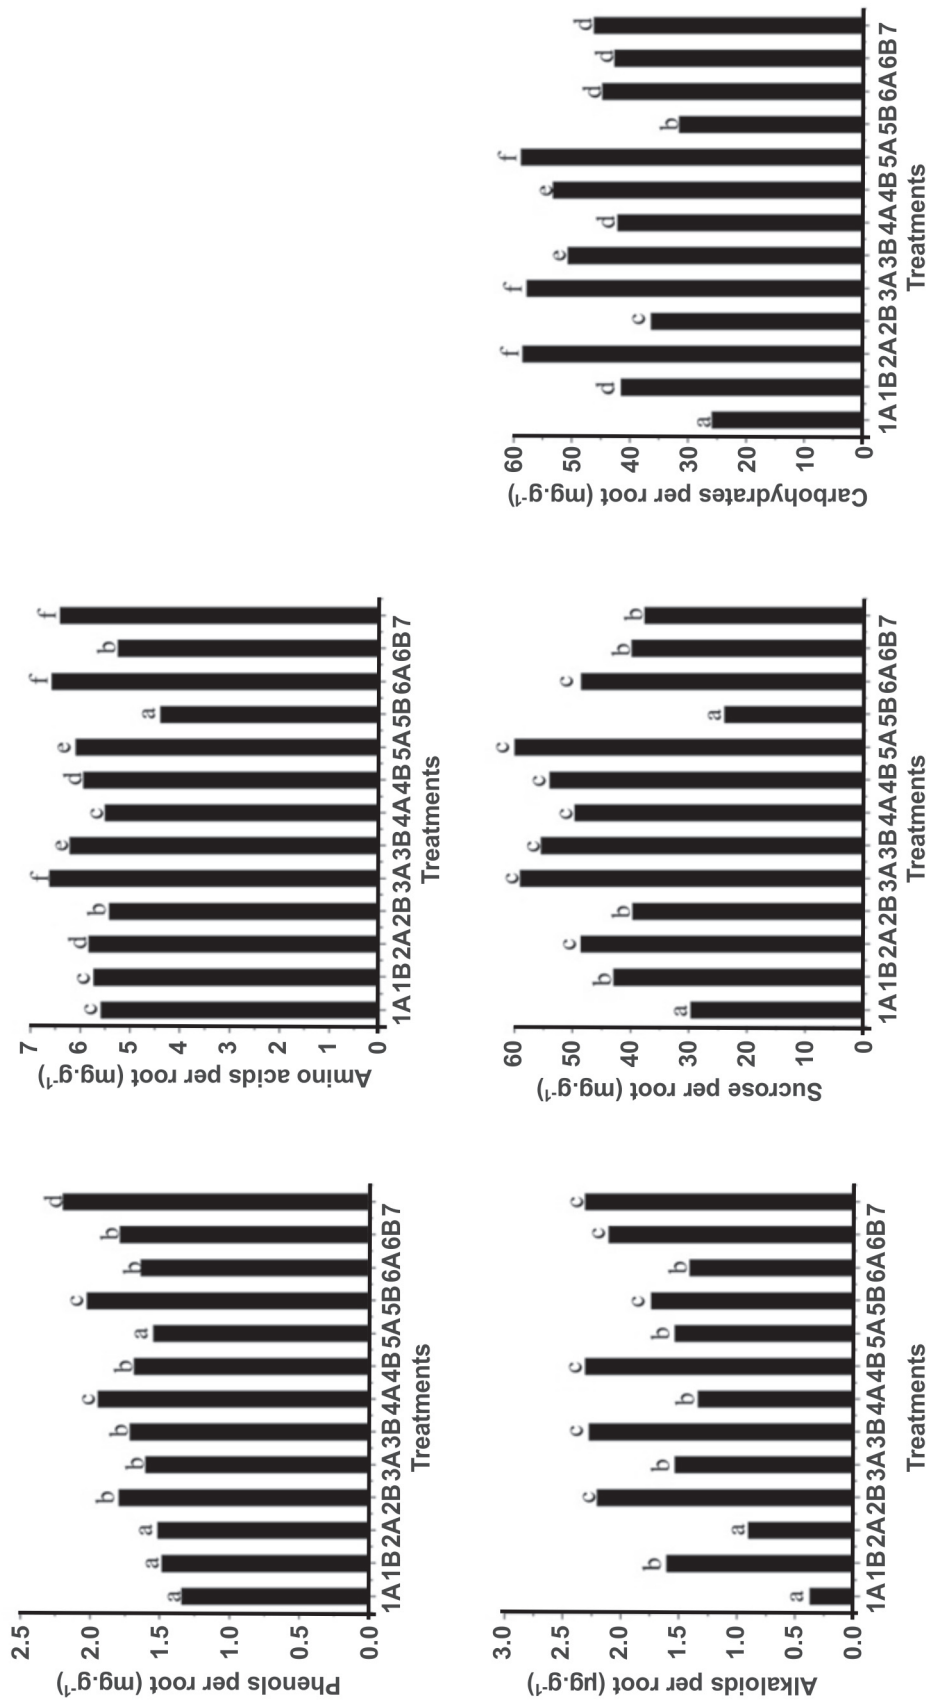 Phenols per root (mg.g-1)
2.5
2.0
1.5
1.0
0.5
0.0
a a a b b b c b a c b b d
1A1B2A2B3A3B4A4B5A5B6A6B7
Treatments
Amino acids per root (mg.g-1)
7
6
5
4
3
2
1
0
c c d b f e c d e a f b f
1A1B2A2B3A3B4A4B5A5B6A6B7
Treatments
Alkaloids per root (µg.g-1)
3.0
2.5
2.0
1.5
1.0
0.5
0.0
a b a c b c b c b c b c c
1A1B2A2B3A3B4A4B5A5B6A6B7
Treatments
Sucrose per root (mg.g-1)
60
50
40
30
20
10
0
a b c b c c c c c a c b b
1A1B2A2B3A3B4A4B5A5B6A6B7
Treatments
Carbohydrates per root (mg.g-1)
60
50
40
30
20
10
0
a d f c f e d e f b d d d
1A1B2A2B3A3B4A4B5A5B6A6B7
Treatments